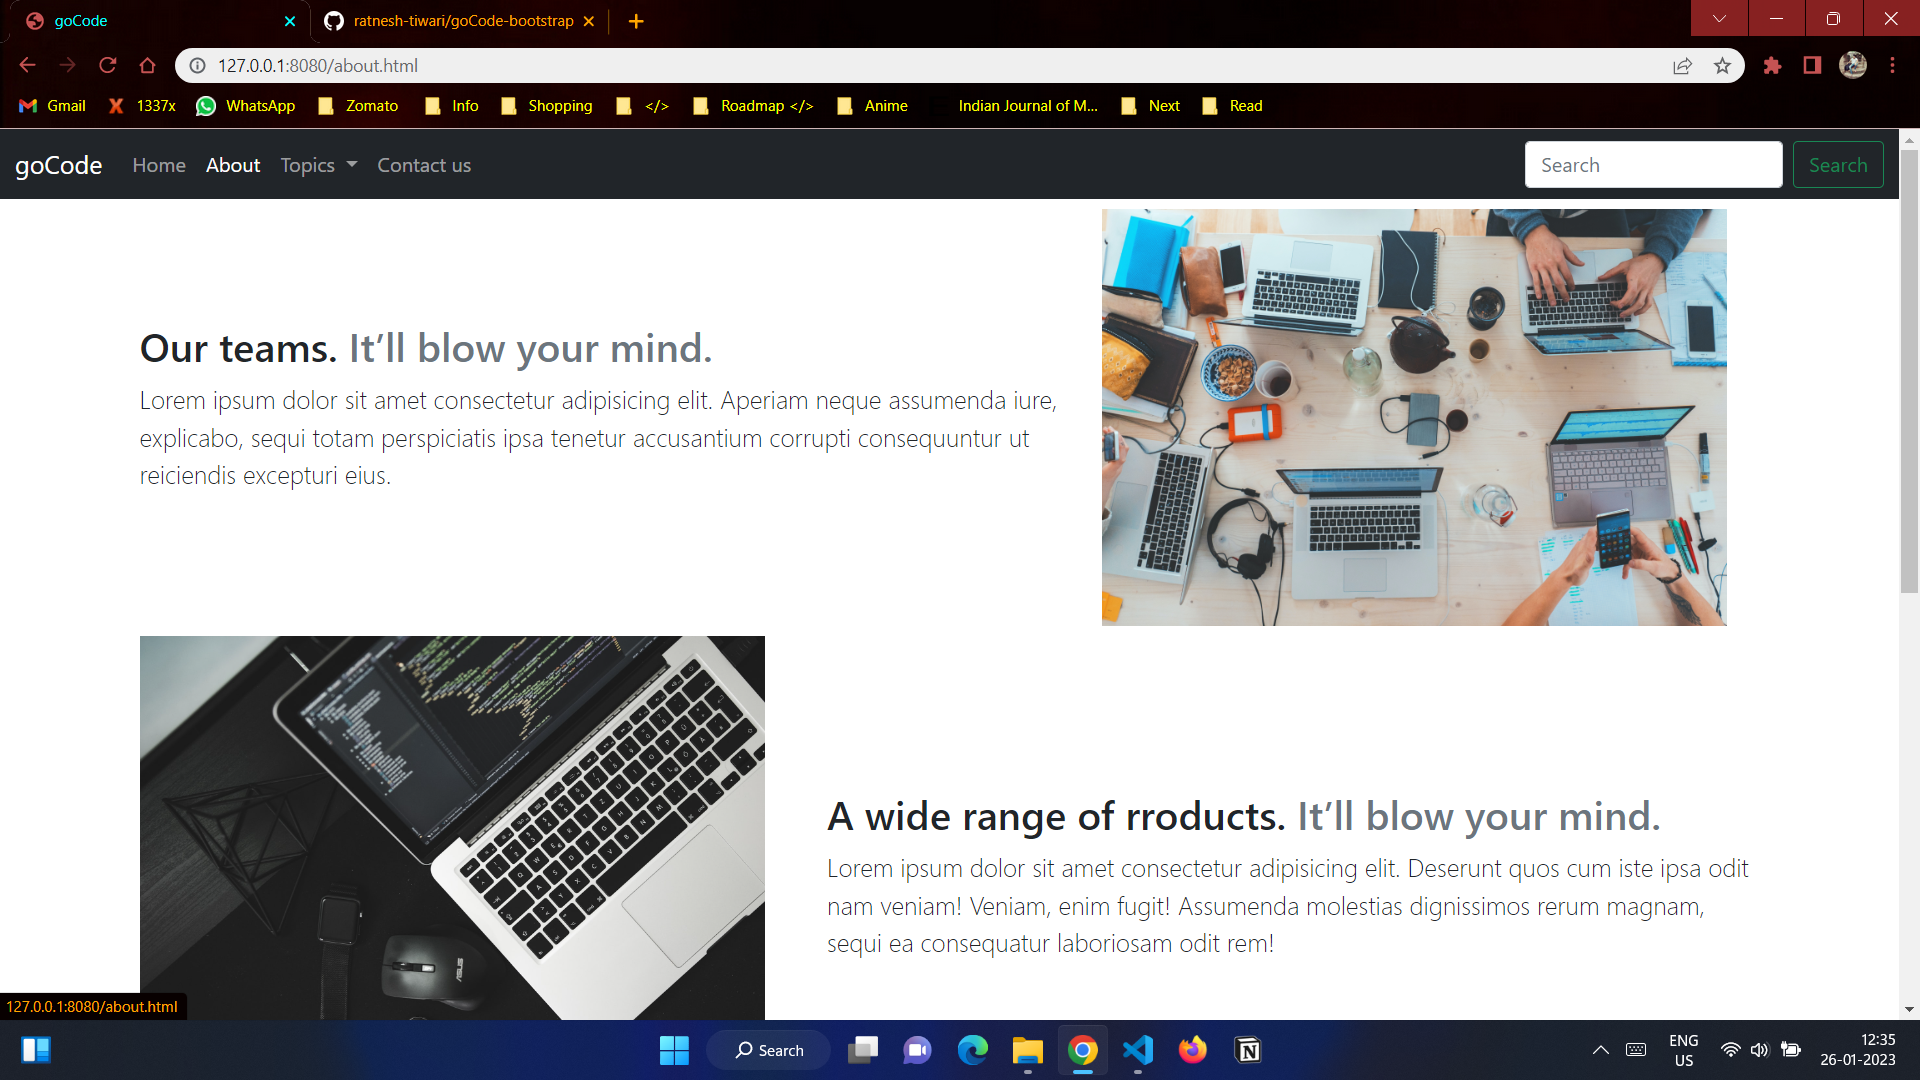 goCode
ratnesh-tiwari/goCode-bootstrap
127.0.0.1:8080/about.html
Gmail
1337x
WhatsApp
Zomato
Info
Shopping
</>
Roadmap </>
Anime
Indian Journal of M...
Next
Read
goCode
Home
About
Topics
Contact us
Search
Search
Our teams. It’ll blow your mind.
Lorem ipsum dolor sit amet consectetur adipisicing elit. Aperiam neque assumenda iure,
explicabo, sequi totam perspiciatis ipsa tenetur accusantium corrupti consequuntur ut
reiciendis excepturi eius.
A wide range of rroducts. It’ll blow your mind.
Lorem ipsum dolor sit amet consectetur adipisicing elit. Deserunt quos cum iste ipsa odit
nam veniam! Veniam, enim fugit! Assumenda molestias dignissimos rerum magnam,
sequi ea consequatur laboriosam odit rem!
ASUS
127.0.0.1:8080/about.html
Search
ENG
US
12:35
26-01-2023